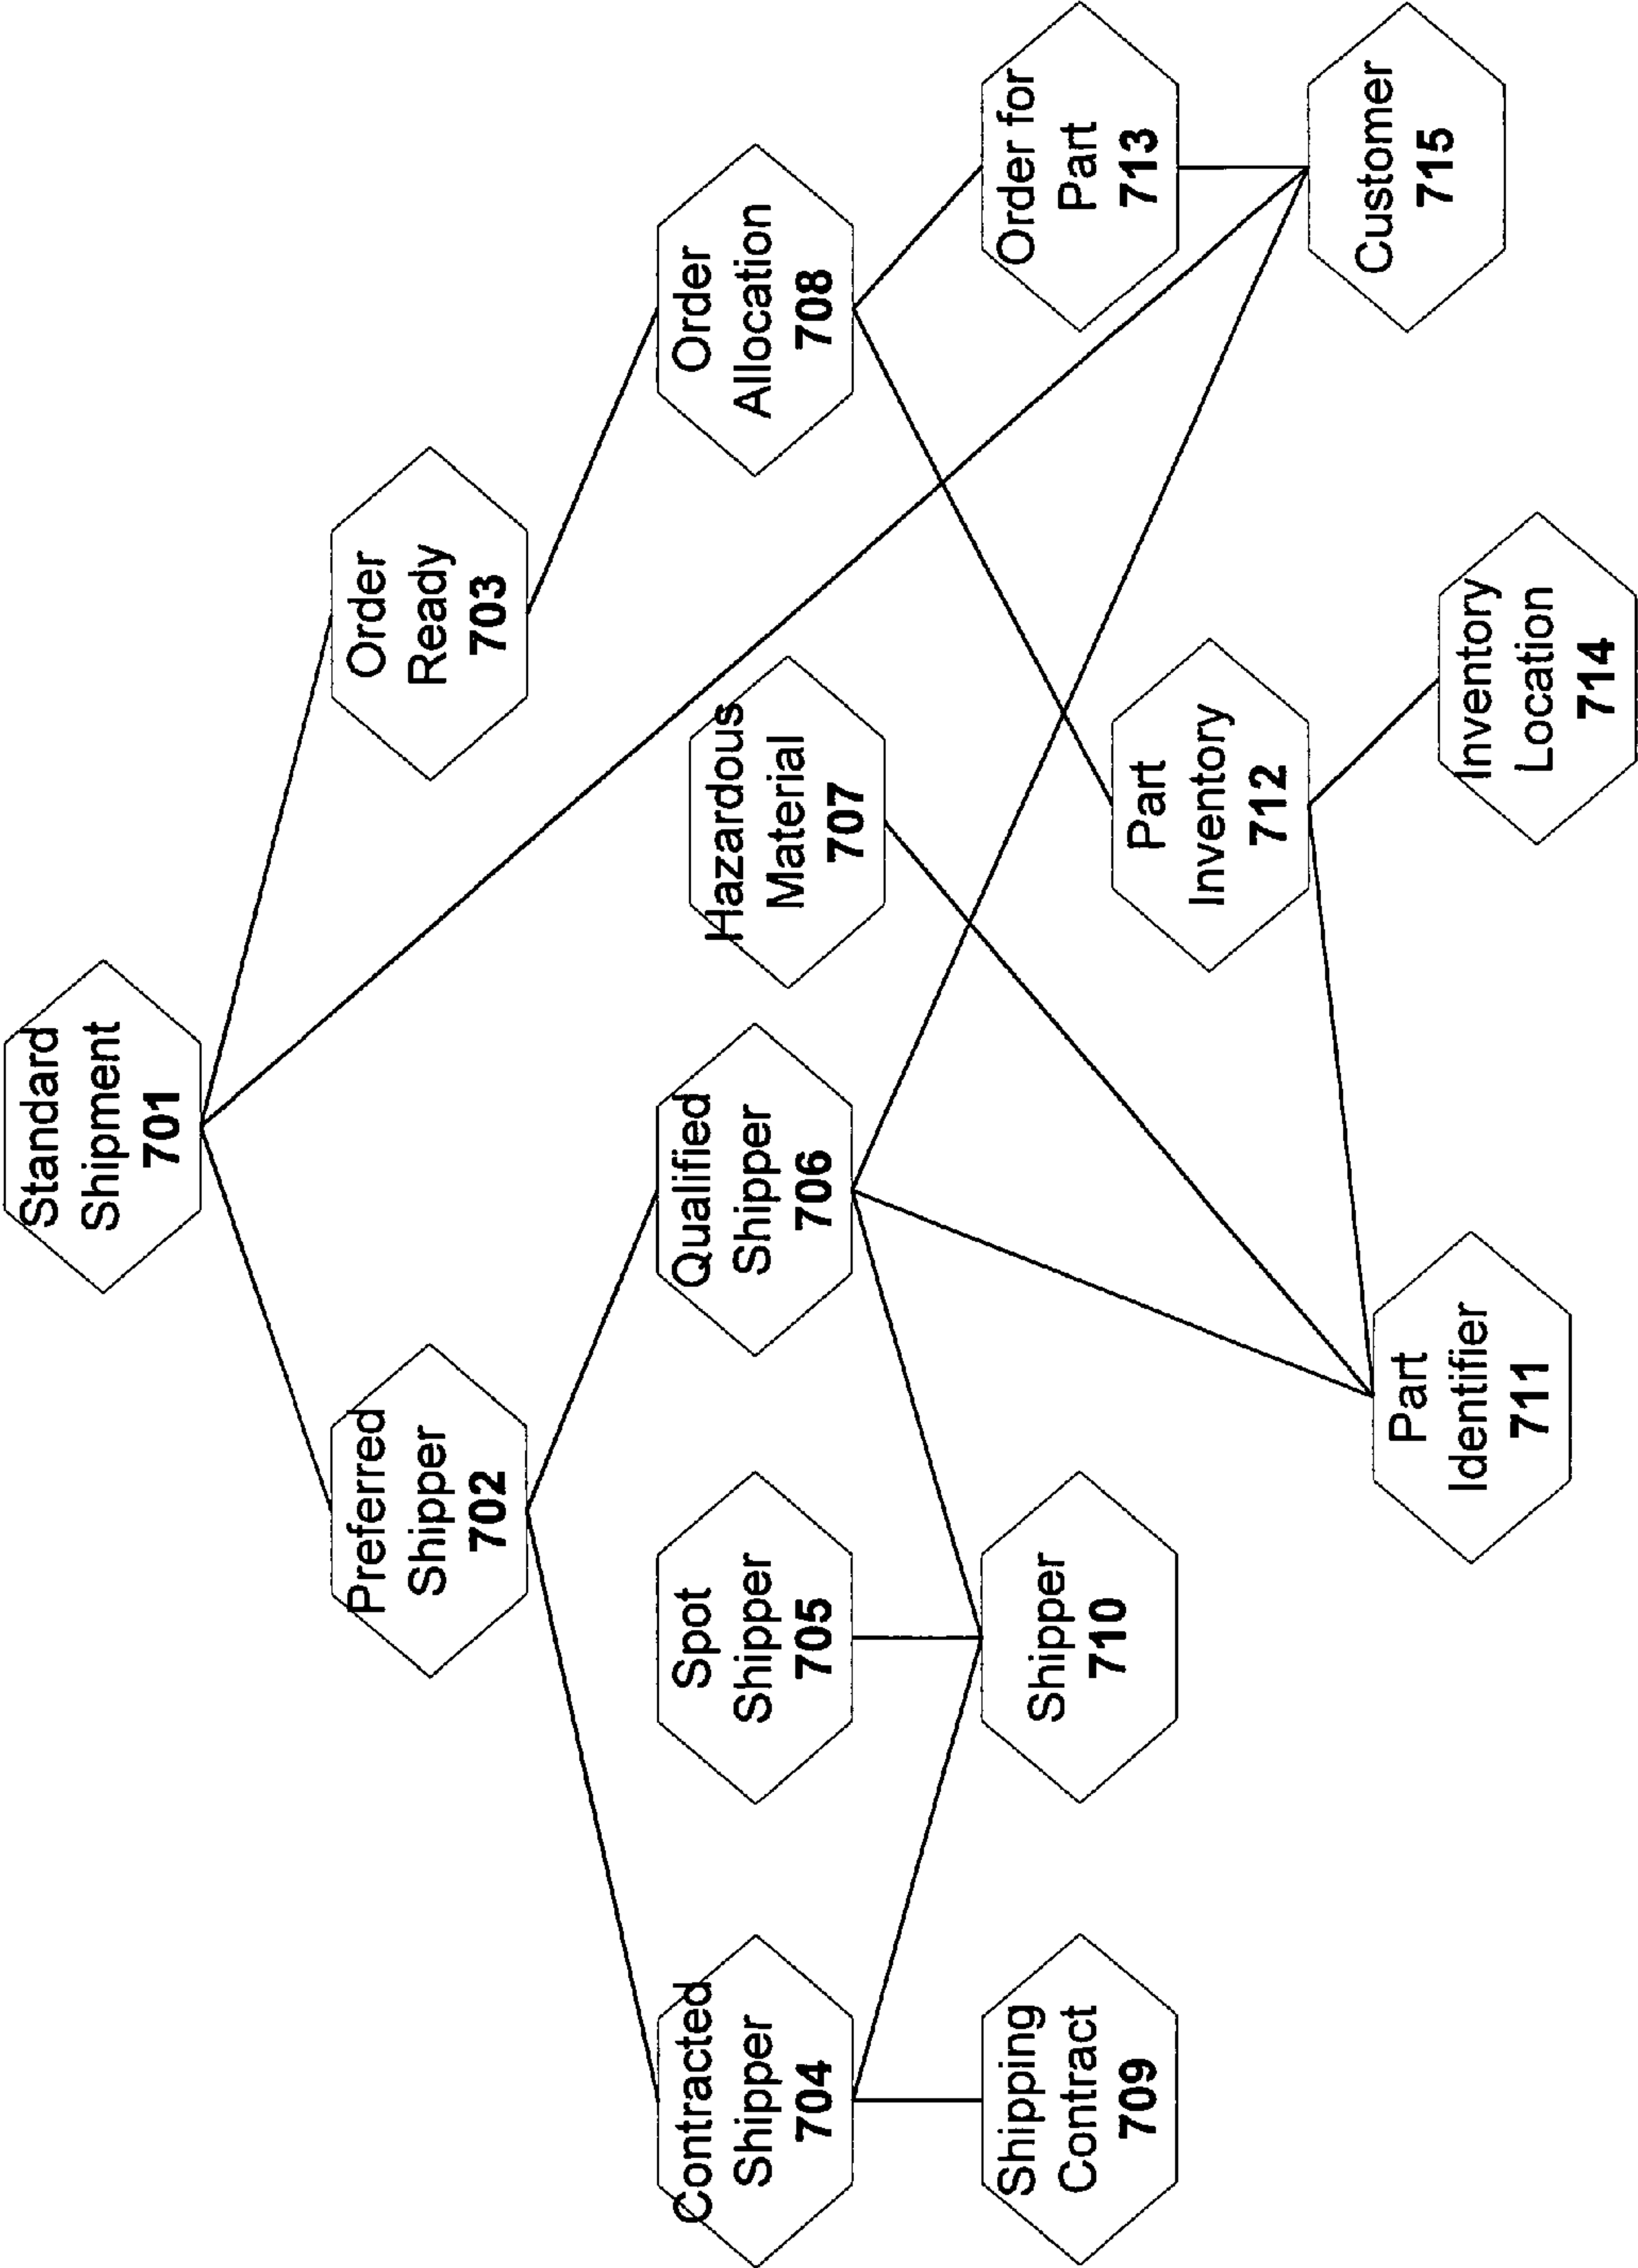 Standard
Shipment
701
Preferred
Shipper
702
Order
Ready
703
Contracted
Shipper
704
Spot
Shipper
705
Qualified
Shipper
706
Hazardous
Material
707
Order
Allocation
708
Shipping
Contract
709
Shipper
710
Part
Identifier
711
Part
Inventory
712
Order for
Part
713
Inventory
Location
714
Customer
715